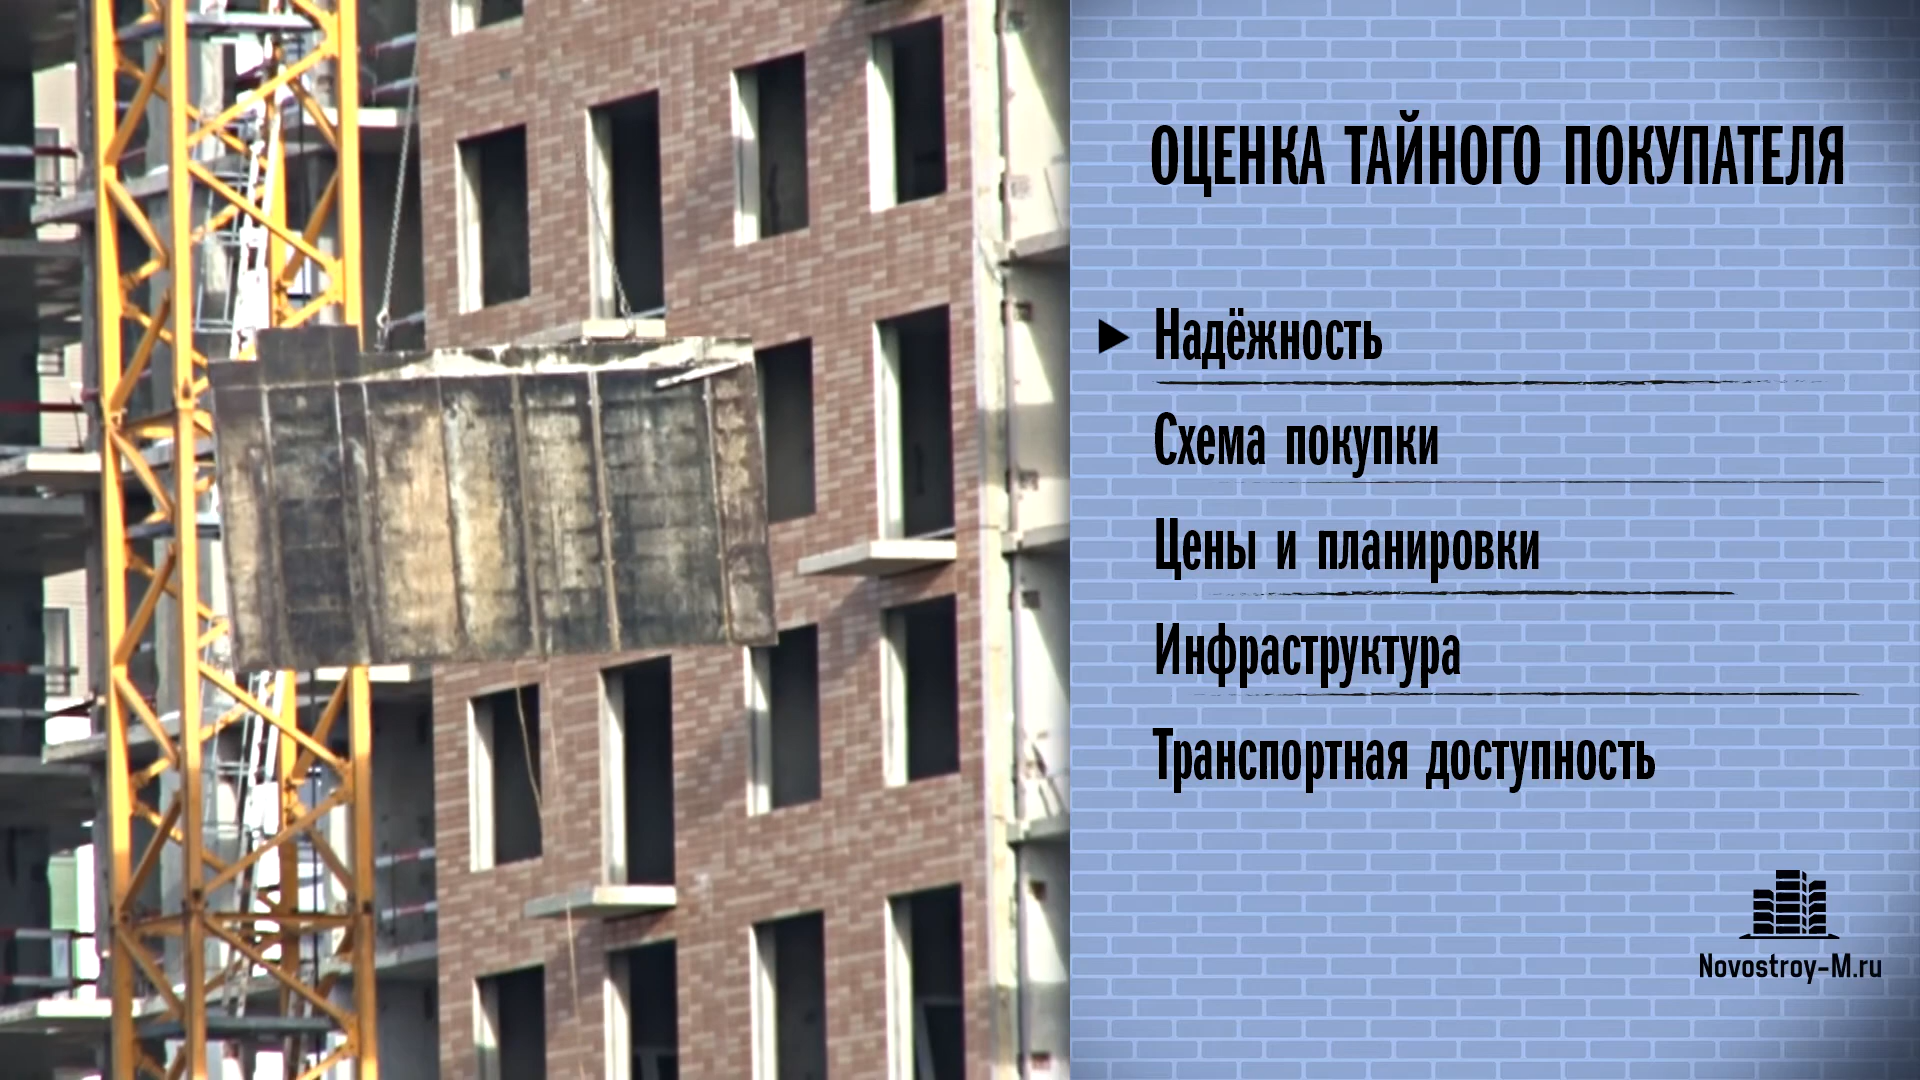 ОЦЕНКА ТАЙНОГО ПОКУПАТЕЛЯ
Надёжность
Схема покупки
Цены и планировки
Инфраструктура
Транспортная доступность
Novostroy-M.ru